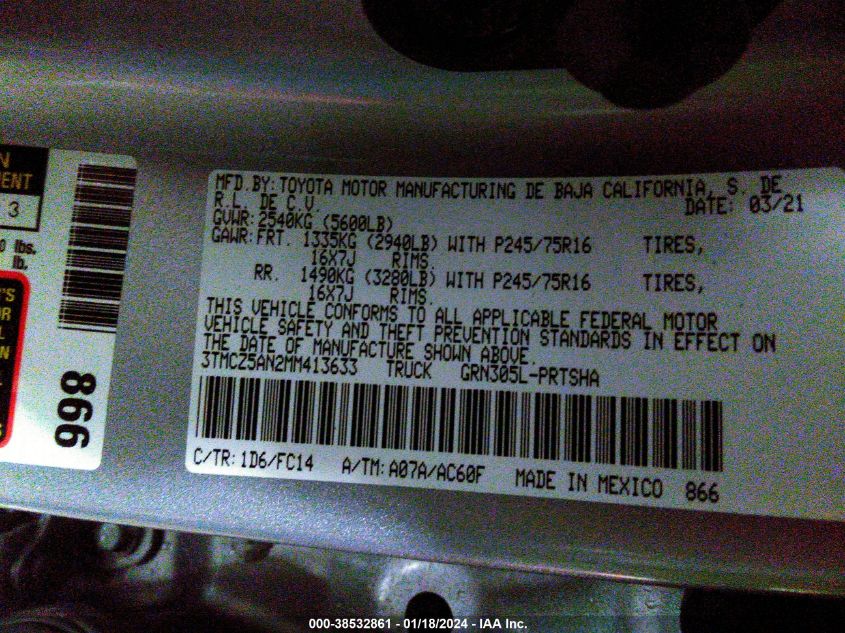 MFD. BY: TOYOTA MOTOR MANUFACTURING DE BAJA CALIFORNIA, S. DE
R.L. DE C.V. DATE: 03/21
GVWR: 2540KG (5600LB)
GAWR: FRT. 1335KG (2940LB) WITH P245/75R16 TIRES,
16X7J RIMS.
RR. 1490KG (3280LB) WITH P245/75R16 TIRES,
16X7J RIMS.
THIS VEHICLE CONFORMS TO ALL APPLICABLE FEDERAL MOTOR
VEHICLE SAFETY AND THEFT PREVENTION STANDARDS IN EFFECT ON
THE DATE OF MANUFACTURE SHOWN ABOVE.
3TMCZ5AN2MM413633 TRUCK GRN305L-PRTSHA
C/TR: 1D6/FC14 A/TM: A07A/AC60F MADE IN MEXICO 866
3
lbs.
lb.
866
000-38532861 - 01/18/2024 - IAA Inc.